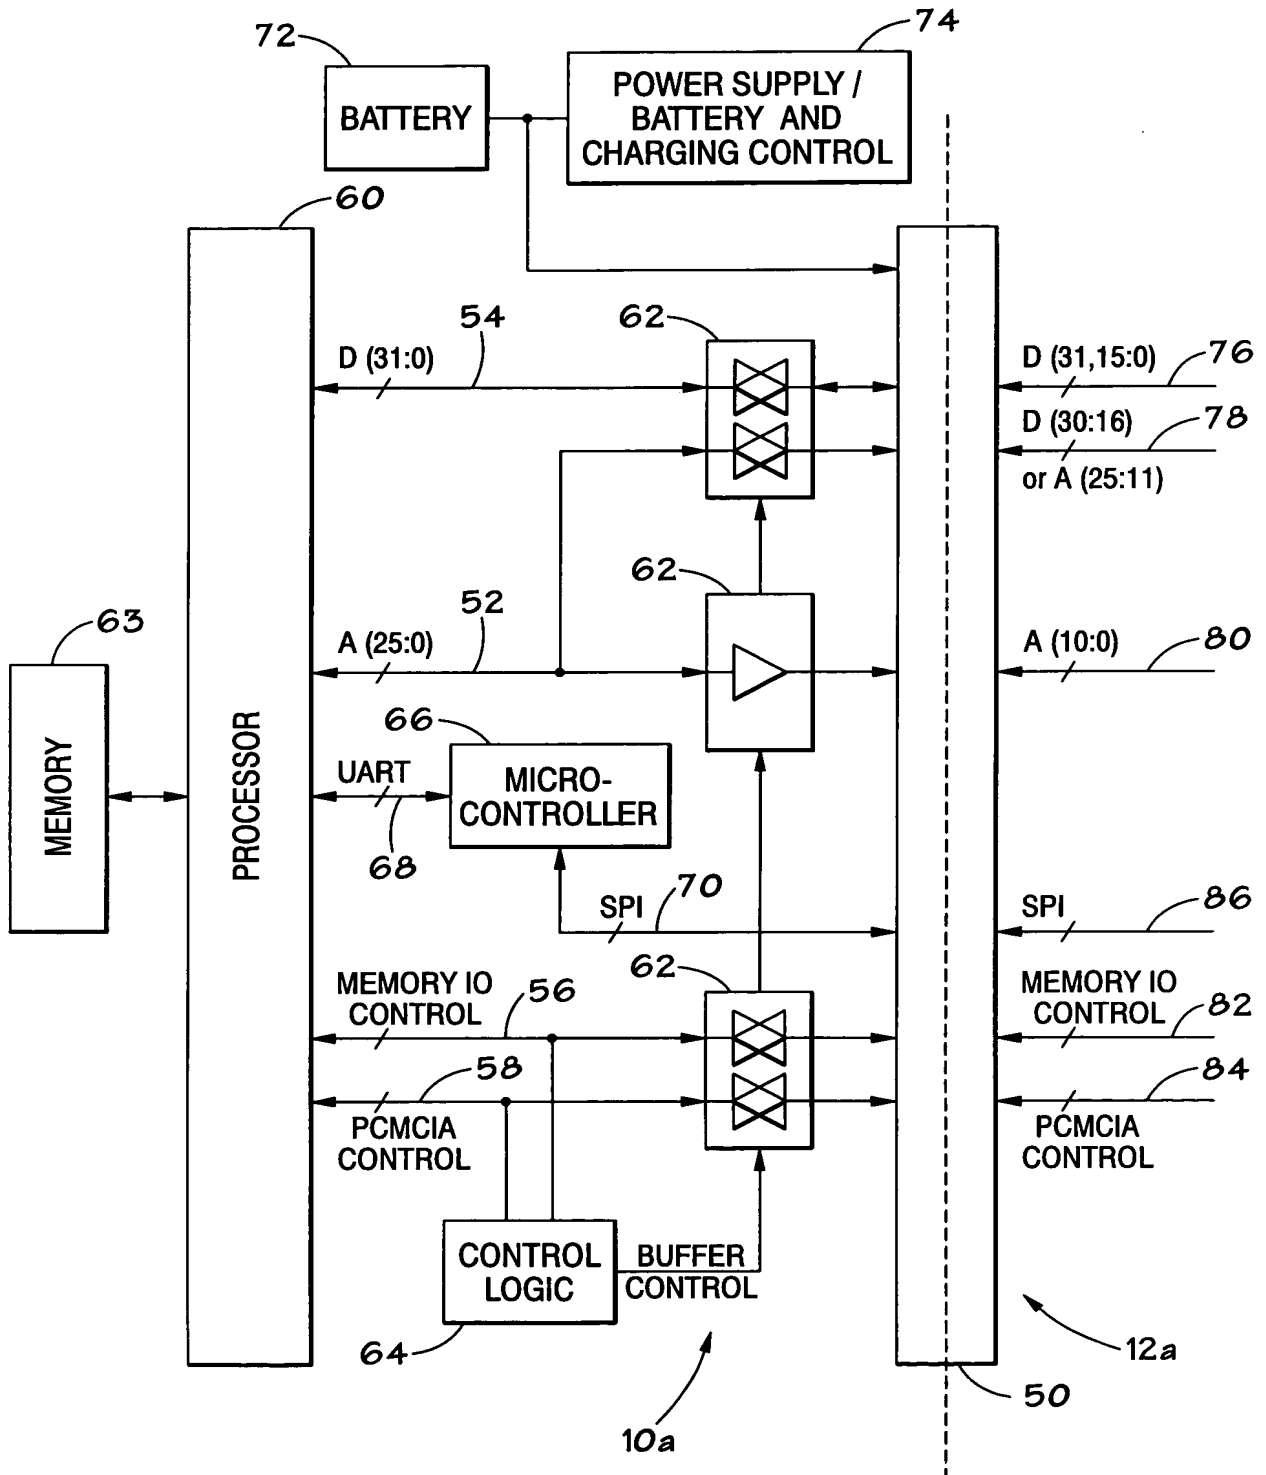 72
74
BATTERY
POWER SUPPLY /
BATTERY AND
CHARGING CONTROL
60
54
62
D (31:0)
D (31,15:0)
76
D (30:16)
78
or A (25:11)
62
63
52
A (25:0)
A (10:0)
80
MEMORY
PROCESSOR
66
UART
MICRO-
CONTROLLER
68
70
SPI
SPI
86
62
MEMORY IO
CONTROL
56
MEMORY IO
CONTROL
82
58
84
PCMCIA
CONTROL
PCMCIA
CONTROL
CONTROL
LOGIC
BUFFER
CONTROL
64
12a
50
10a